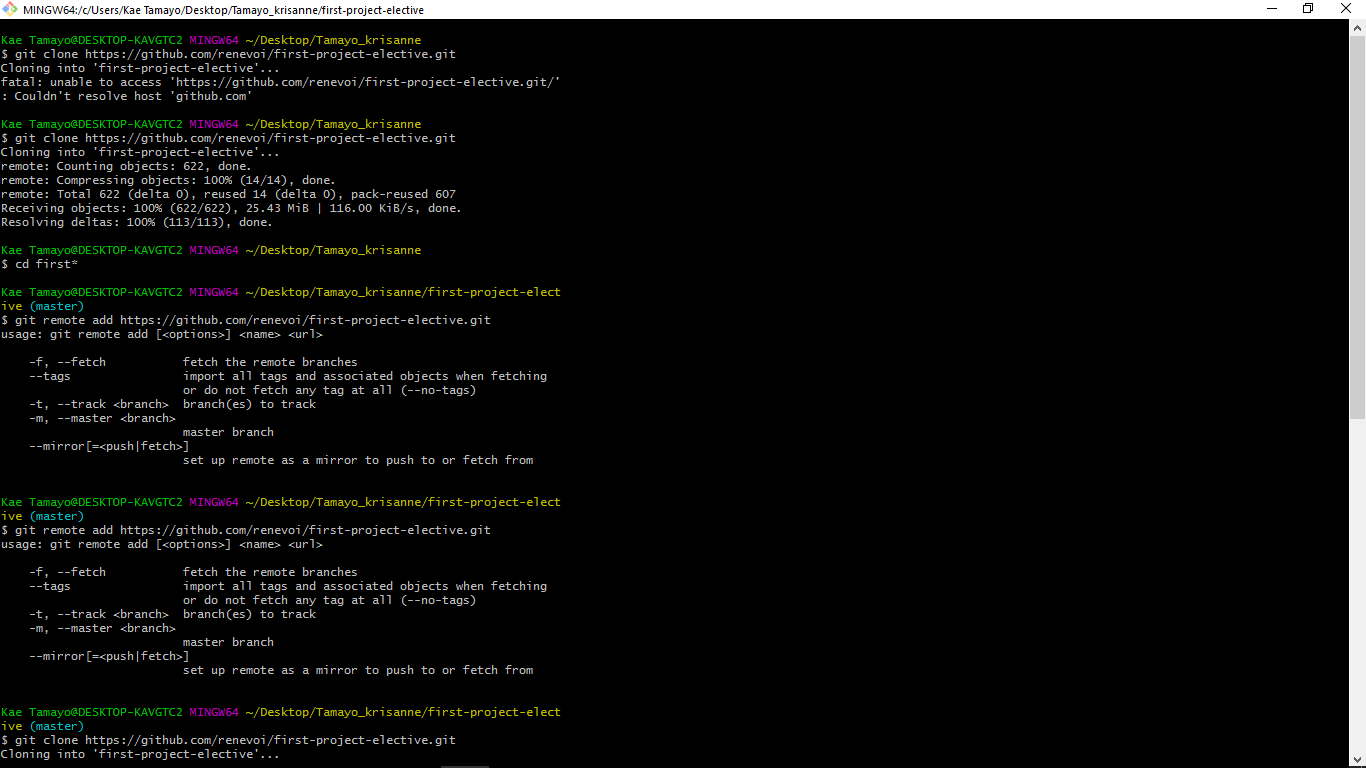 MINGW64:/c/Users/Kae Tamayo/Desktop/Tamayo_krisanne/first-project-elective
Kae Tamayo@DESKTOP-KAVGTC2 MINGW64 ~/Desktop/Tamayo_krisanne
$ git clone https://github.com/renevoi/first-project-elective.git
Cloning into 'first-project-elective'...
fatal: unable to access 'https://github.com/renevoi/first-project-elective.git/'
: Couldn't resolve host 'github.com'
Kae Tamayo@DESKTOP-KAVGTC2 MINGW64 ~/Desktop/Tamayo_krisanne
$ git clone https://github.com/renevoi/first-project-elective.git
Cloning into 'first-project-elective'...
remote: Counting objects: 622, done.
remote: Compressing objects: 100% (14/14), done.
remote: Total 622 (delta 0), reused 14 (delta 0), pack-reused 607
Receiving objects: 100% (622/622), 25.43 MiB | 116.00 KiB/s, done.
Resolving deltas: 100% (113/113), done.
Kae Tamayo@DESKTOP-KAVGTC2 MINGW64 ~/Desktop/Tamayo_krisanne
$ cd first*
Kae Tamayo@DESKTOP-KAVGTC2 MINGW64 ~/Desktop/Tamayo_krisanne/first-project-elect
ive (master)
$ git remote add https://github.com/renevoi/first-project-elective.git
usage: git remote add [<options>] <name> <url>
-f, --fetch fetch the remote branches
--tags import all tags and associated objects when fetching
or do not fetch any tag at all (--no-tags)
-t, --track <branch> branch(es) to track
-m, --master <branch>
master branch
--mirror[=<push|fetch>]
set up remote as a mirror to push to or fetch from
Kae Tamayo@DESKTOP-KAVGTC2 MINGW64 ~/Desktop/Tamayo_krisanne/first-project-elect
ive (master)
$ git remote add https://github.com/renevoi/first-project-elective.git
usage: git remote add [<options>] <name> <url>
-f, --fetch fetch the remote branches
--tags import all tags and associated objects when fetching
or do not fetch any tag at all (--no-tags)
-t, --track <branch> branch(es) to track
-m, --master <branch>
master branch
--mirror[=<push|fetch>]
set up remote as a mirror to push to or fetch from
Kae Tamayo@DESKTOP-KAVGTC2 MINGW64 ~/Desktop/Tamayo_krisanne/first-project-elect
ive (master)
$ git clone https://github.com/renevoi/first-project-elective.git
Cloning into 'first-project-elective'...